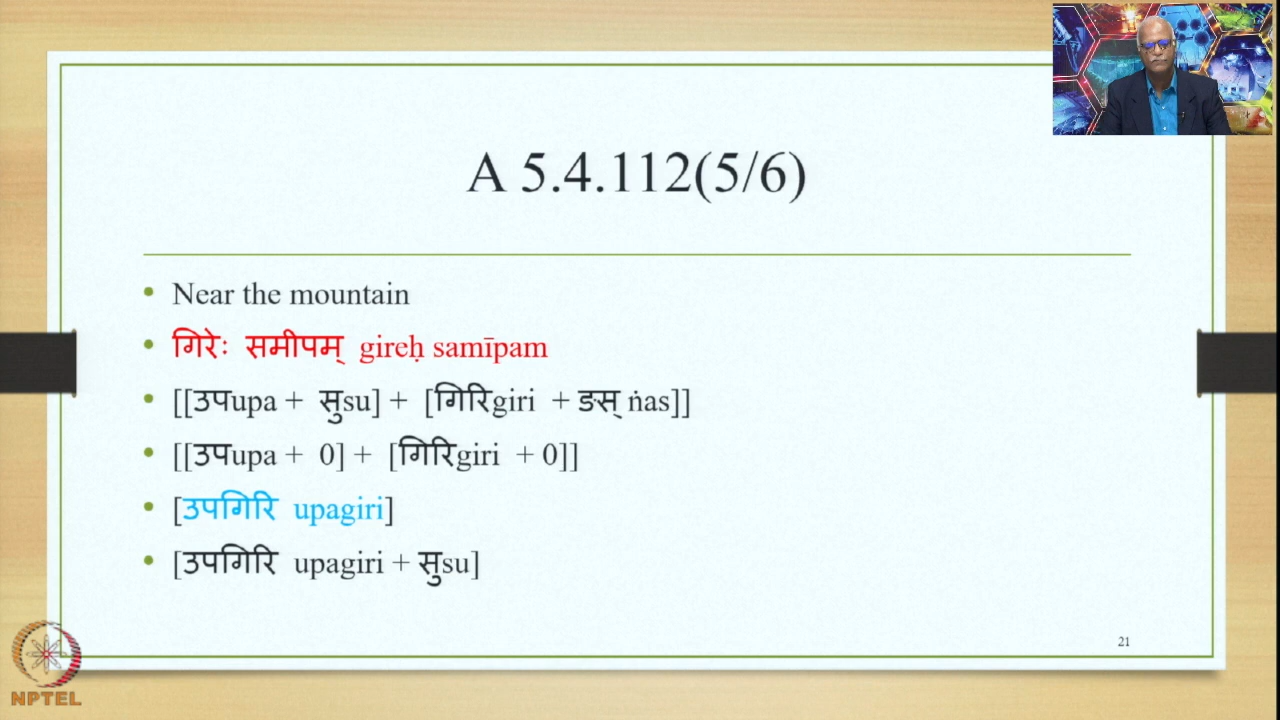 A 5.4.112(5/6)
Near the mountain
गिरेः समीपम् gireḥ samīpam
[[उपupa + सुsu] + [गिरिgiri + ङस् ṅas]]
[[उपupa + 0] + [गिरिgiri + 0]]
[उपगिरि upagiri]
[उपगिरि upagiri + सुsu]
21
NPTEL